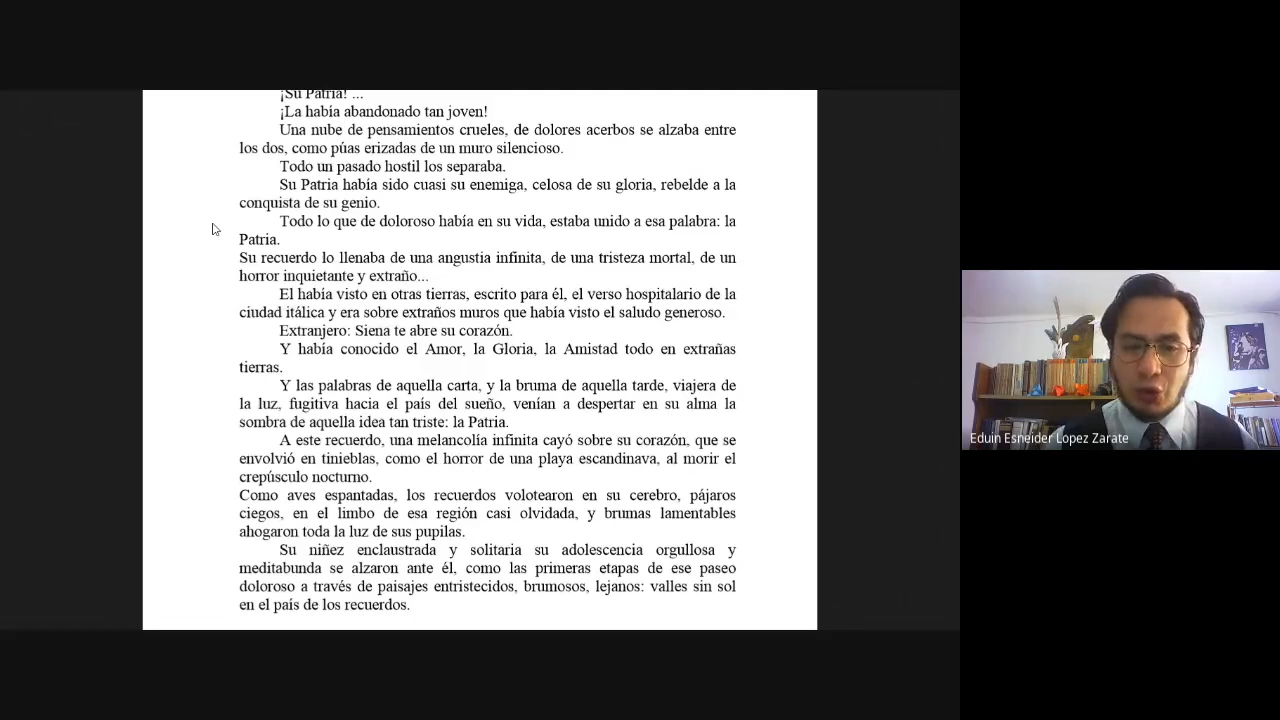 ¡Su Patria! ...
¡La había abandonado tan joven!
Una nube de pensamientos crueles, de dolores acerbos se alzaba entre
los dos, como púas erizadas de un muro silencioso.
Todo un pasado hostil los separaba.
Su Patria había sido cuasi su enemiga, celosa de su gloria, rebelde a la
conquista de su genio.
Todo lo que de doloroso había en su vida, estaba unido a esa palabra: la
Patria.
Su recuerdo lo llenaba de una angustia infinita, de una tristeza mortal, de un
horror inquietante y extraño...
El había visto en otras tierras, escrito para él, el verso hospitalario de la
ciudad itálica y era sobre extraños muros que había visto el saludo generoso.
Extranjero: Siena te abre su corazón.
Y había conocido el Amor, la Gloria, la Amistad todo en extrañas
tierras.
Y las palabras de aquella carta, y la bruma de aquella tarde, viajera de
la luz, fugitiva hacia el país del sueño, venían a despertar en su alma la
sombra de aquella idea tan triste: la Patria.
A este recuerdo, una melancolía infinita cayó sobre su corazón, que se
envolvió en tinieblas, como el horror de una playa escandinava, al morir el
crepúsculo nocturno.
Como aves espantadas, los recuerdos volotearon en su cerebro, pájaros
ciegos, en el limbo de esa región casi olvidada, y brumas lamentables
ahogaron toda la luz de sus pupilas.
Su niñez enclaustrada y solitaria su adolescencia orgullosa y
meditabunda se alzaron ante él, como las primeras etapas de ese paseo
doloroso a través de paisajes entristecidos, brumosos, lejanos: valles sin sol
en el país de los recuerdos.
Eduin Esneider Lopez Zarate